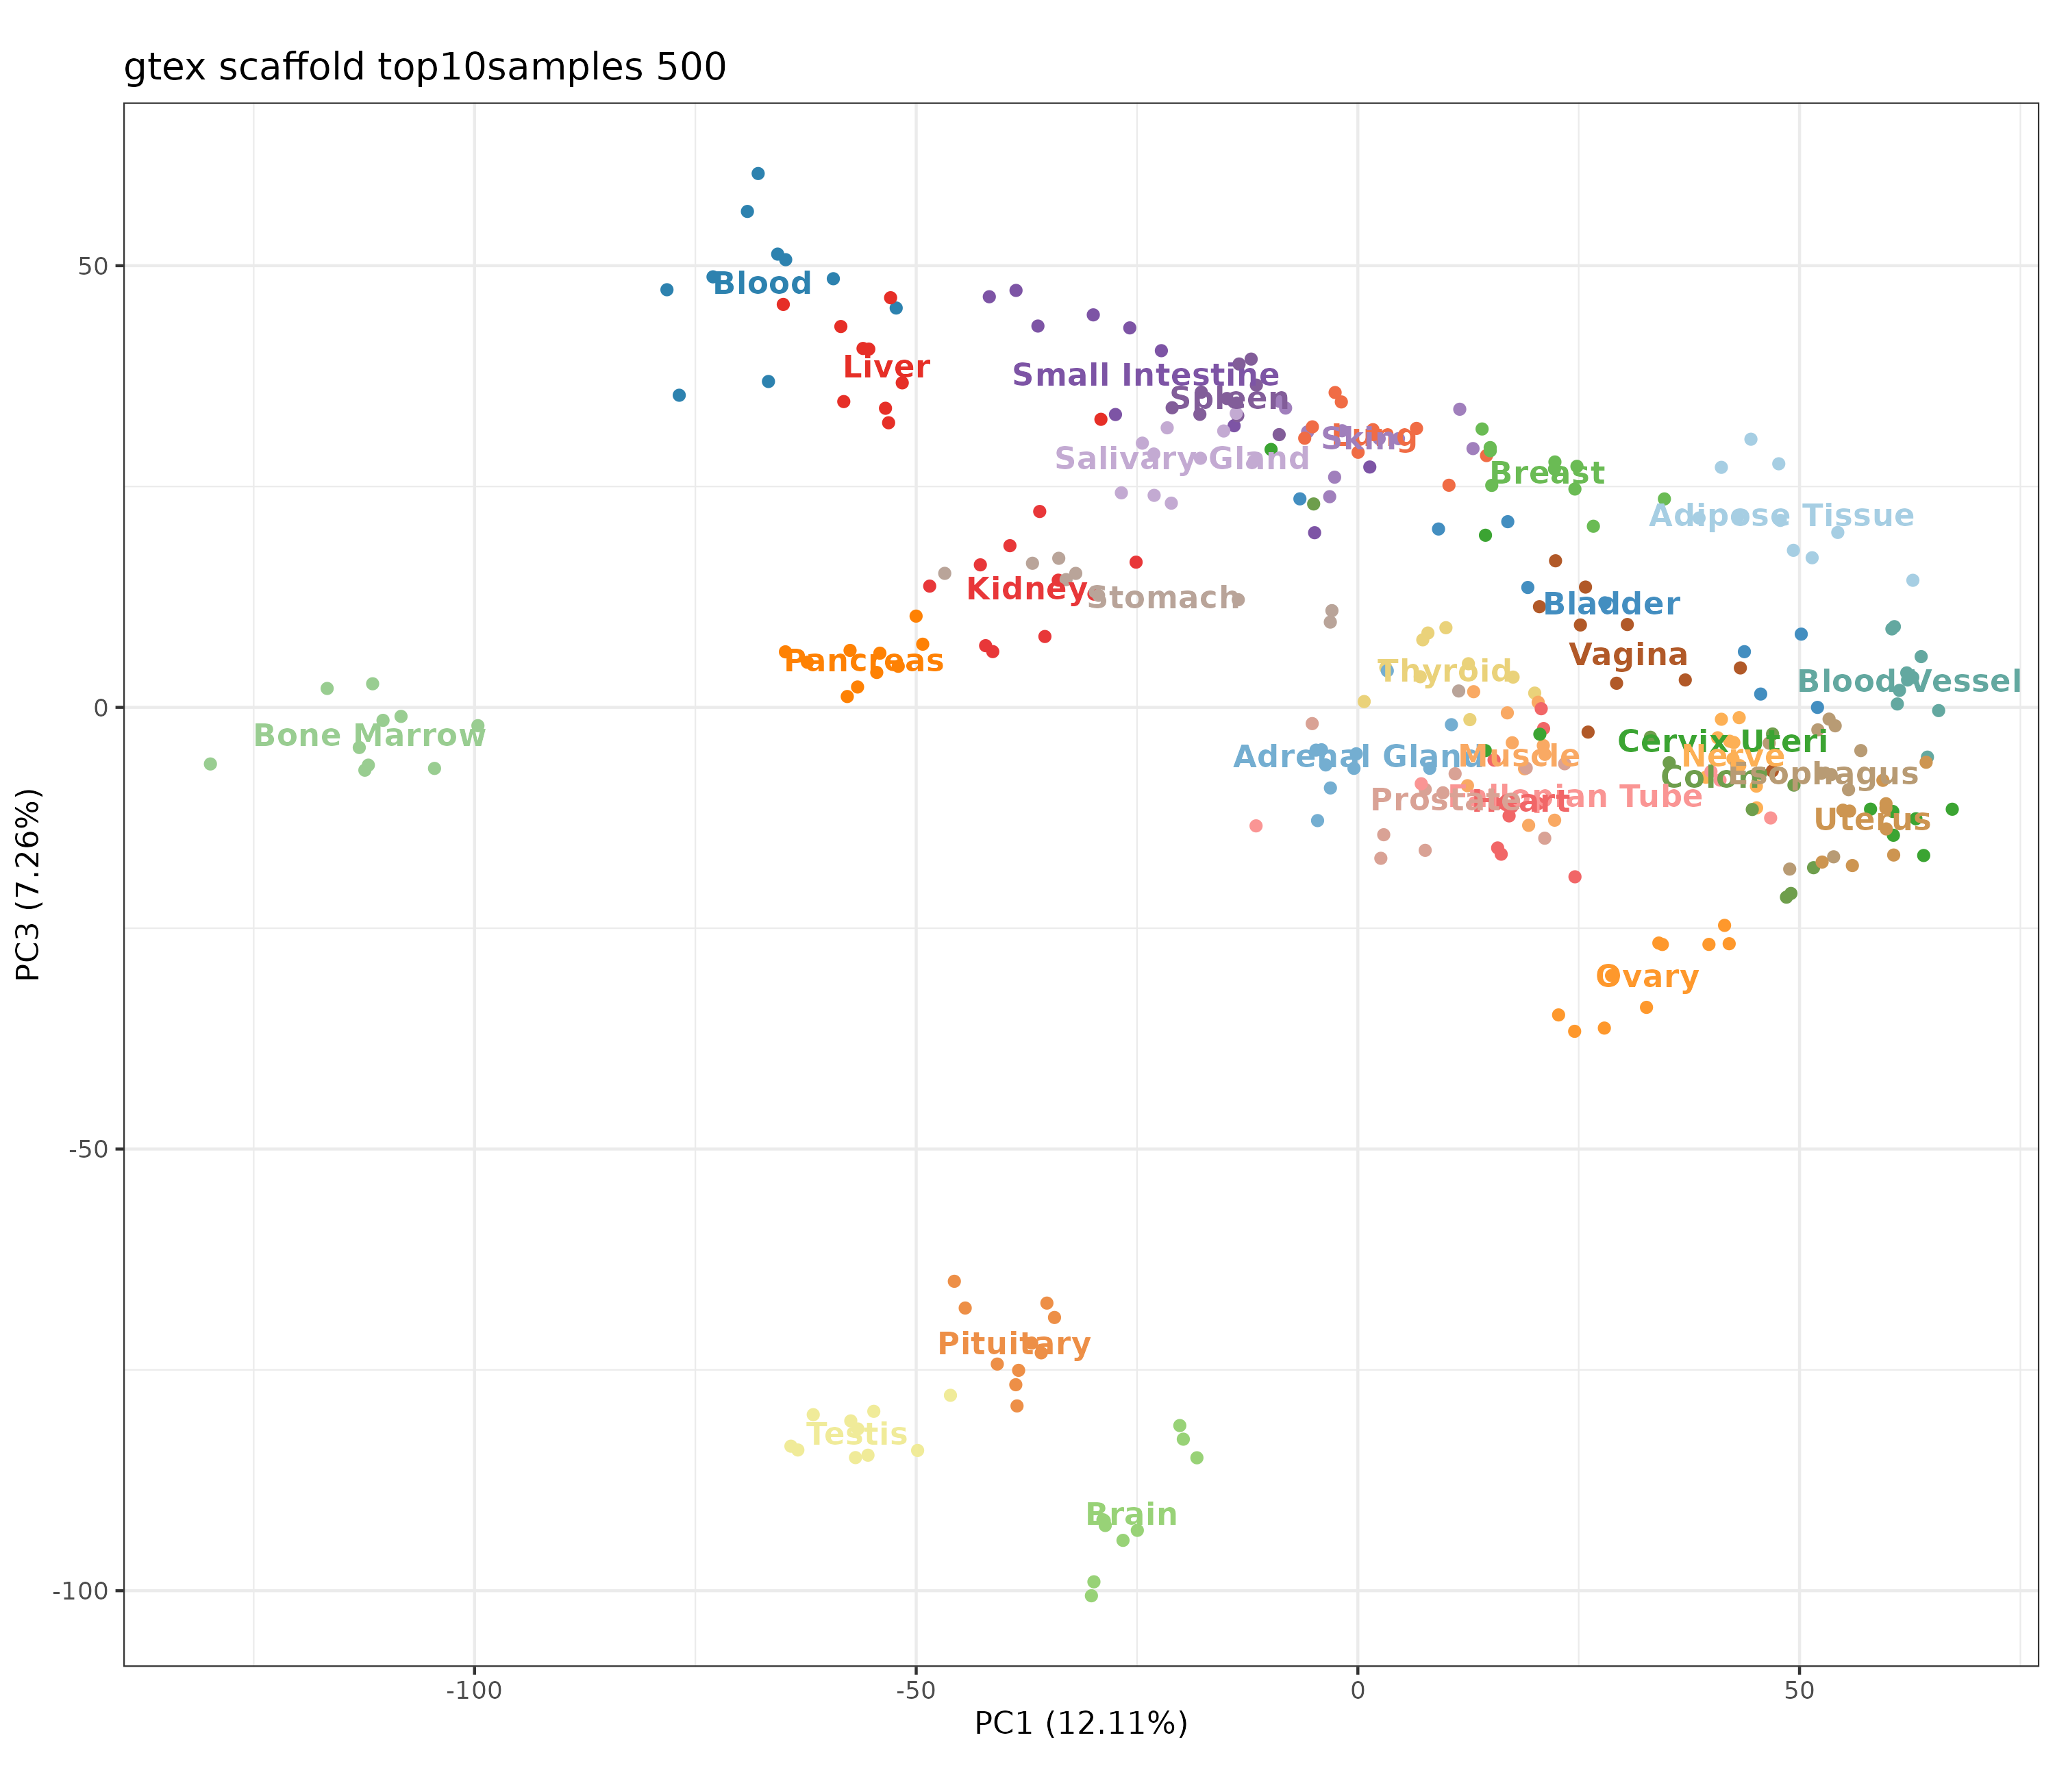 gtex scaffold top10samples 500
50
Blood
Liver
Small Intestine
Spleen
Skin
Lung
Salivary Gland
Breast
Adipose Tissue
Kidney
Stomach
Bladder
Pancreas
Vagina
Thyroid
Blood Vessel
0
Bone Marrow
Cervix Uteri
Adrenal Gland
Muscle
Nerve
Colon
Esophagus
Prostate
Heart
Fallopian Tube
Uterus
PC3 (7.26%)
Ovary
-50
Pituitary
Testis
Brain
-100
-100 -50 0 50
PC1 (12.11%)